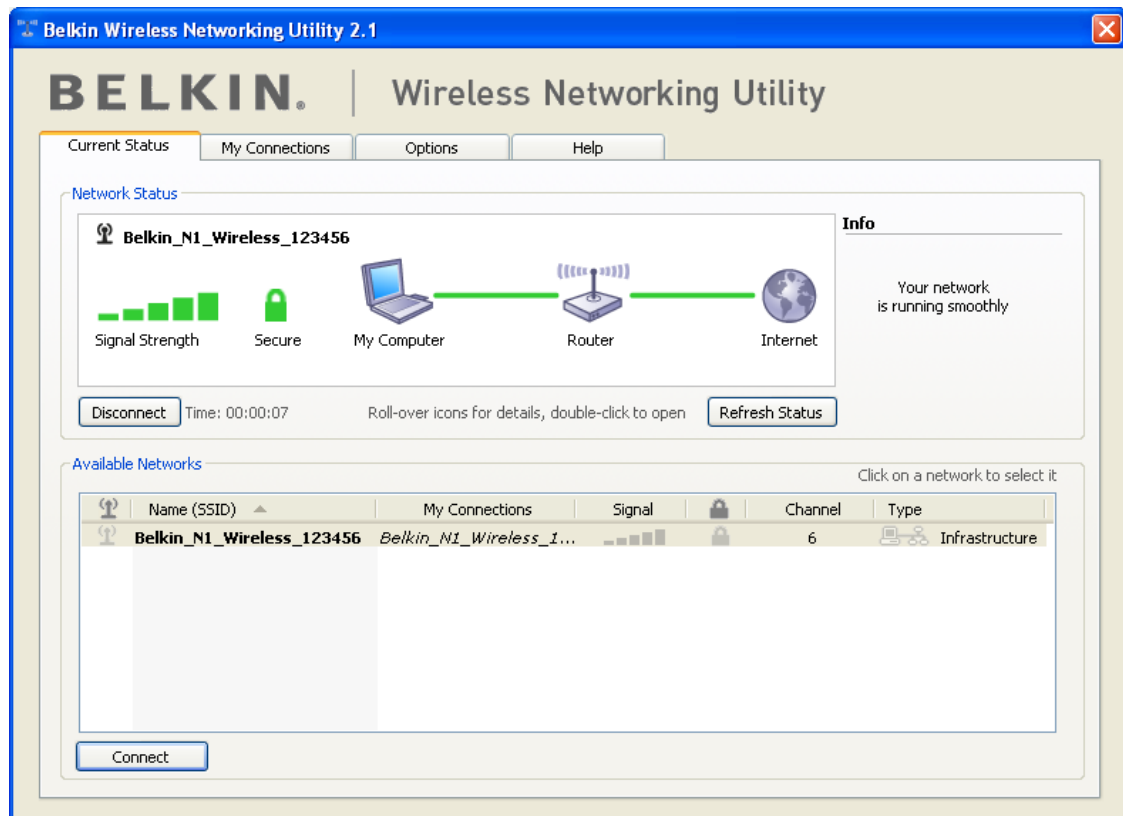 Belkin Wireless Networking Utility 2.1
BELKIN® | Wireless Networking Utility
Current Status My Connections Options Help
Network Status
Belkin_N1_Wireless_123456
Info
Your network
is running smoothly
Signal Strength Secure My Computer Router Internet
Disconnect Time: 00:00:07 Roll-over icons for details, double-click to open Refresh Status
Available Networks
Click on a network to select it
Name (SSID) My Connections Signal Channel Type
Belkin_N1_Wireless_123456 Belkin_N1_Wireless_1... 6 Infrastructure
Connect